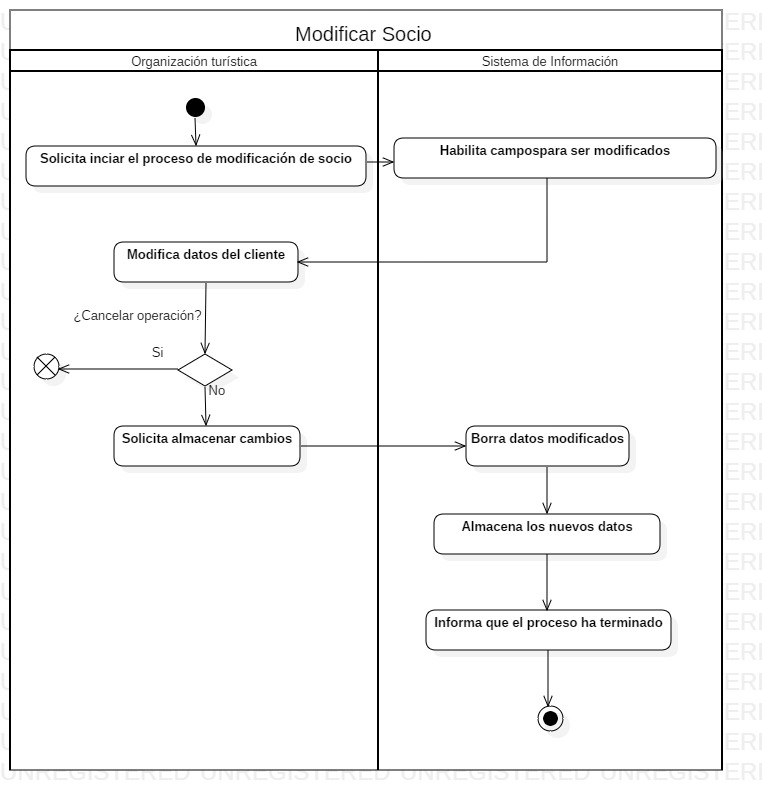 Modificar Socio
Organización turística
Sistema de Información
Solicita inciar el proceso de modificación de socio
Habilita campospara ser modificados
Modifica datos del cliente
¿Cancelar operación?
Si
No
Solicita almacenar cambios
Borra datos modificados
Almacena los nuevos datos
Informa que el proceso ha terminado
UNREGISTERED UNREGISTERED UNREGISTERED UNREGISTERED